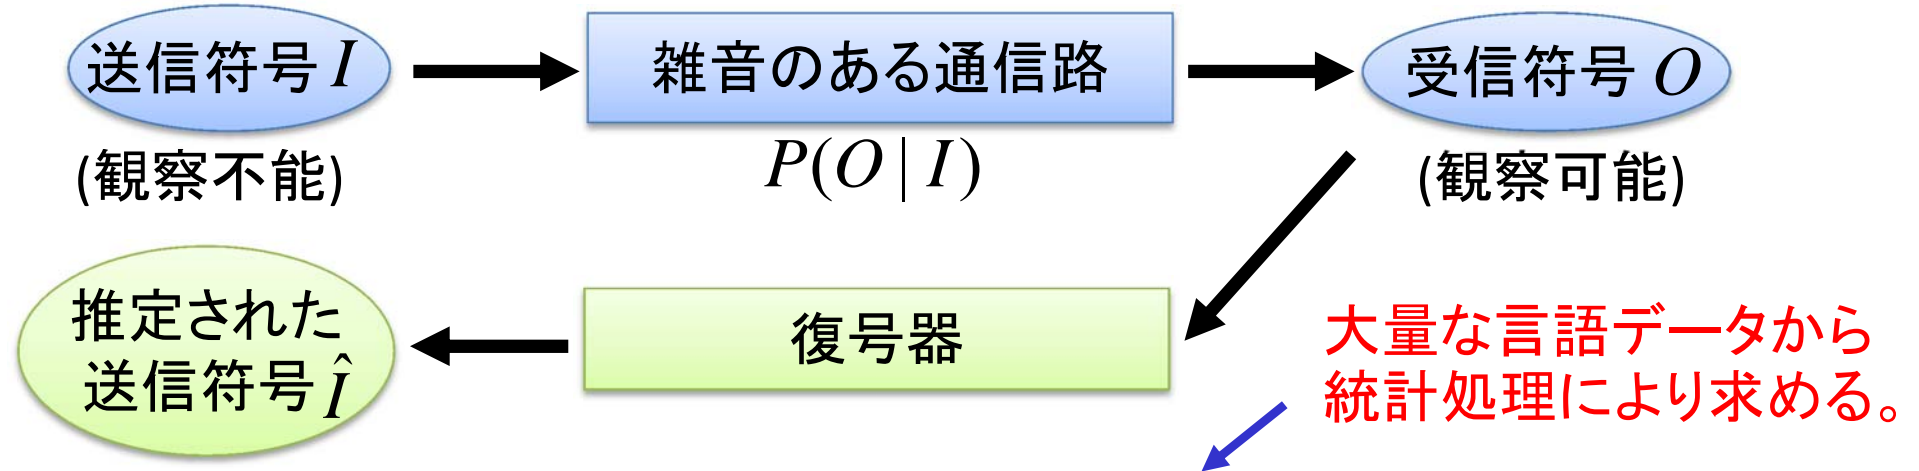 送信符号 I
雑音のある通信路
受信符号 O
(観察不能)
P(O | I)
(観察可能)
推定された
送信符号 Î
復号器
大量な言語データから
統計処理により求める。